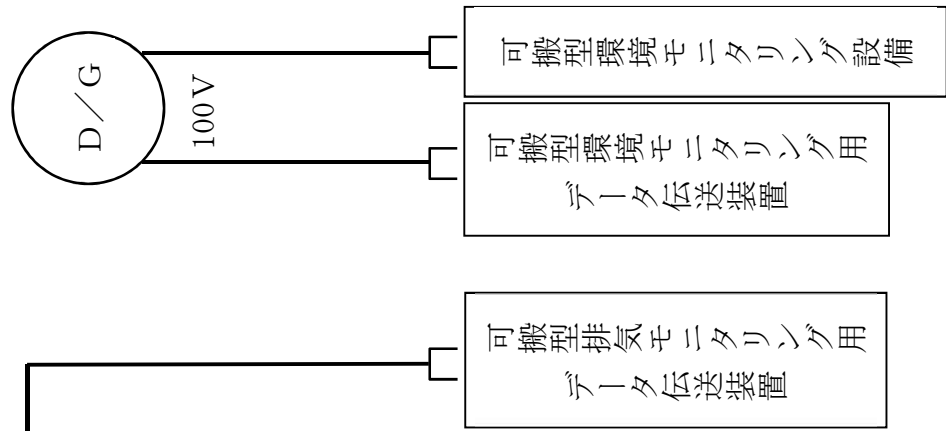 D／G
100V
可搬型環境モニタリング設備
可搬型環境モニタリング用
データ伝送装置
可搬型排気モニタリング用
データ伝送装置